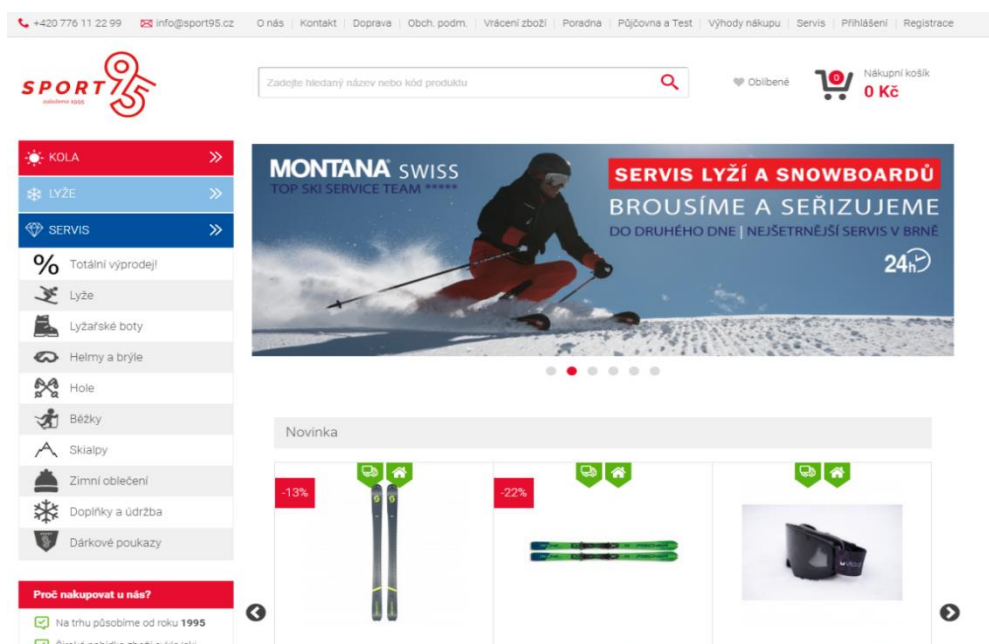 +420 776 11 22 99 info@sport95.cz O nás Kontakt Doprava Obch. podm. Vrácení zboží Poradna Půjčovna a Test Výhody nákupu Servis Přihlášení Registrace
SPORT 95
založeno 1995
Zadejte hledaný název nebo kód produktu
Oblíbené
0
Nákupní košík
0 Kč
KOLA
LYŽE
SERVIS
% Totální výprodej!
Lyže
Lyžařské boty
Helmy a brýle
Hole
Běžky
Skialpy
Zimní oblečení
Doplňky a údržba
Dárkové poukazy
Proč nakupovat u nás?
Na trhu působíme od roku 1995
MONTANA SWISS
TOP SKI SERVICE TEAM *****
SERVIS LYŽÍ A SNOWBOARDŮ
BROUSÍME A SEŘIZUJEME
DO DRUHÉHO DNE | NEJŠETRNĚJŠÍ SERVIS V BRNĚ
24h
Novinka
-13%
-22%